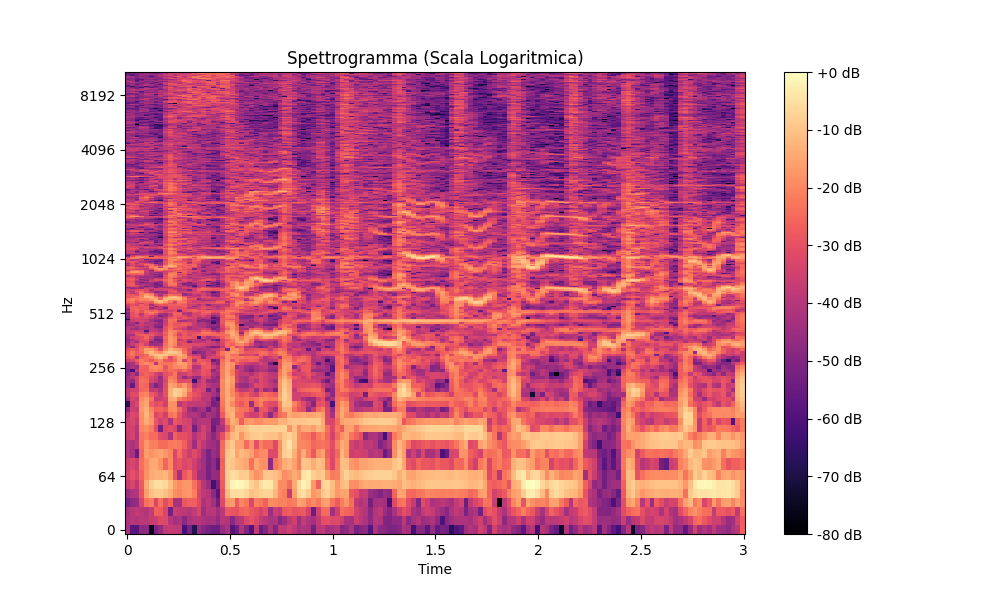 Spettrogramma (Scala Logaritmica)
Hz
8192
4096
2048
1024
512
256
128
64
0
0
0.5
1
1.5
2
2.5
3
Time
+0 dB
-10 dB
-20 dB
-30 dB
-40 dB
-50 dB
-60 dB
-70 dB
-80 dB